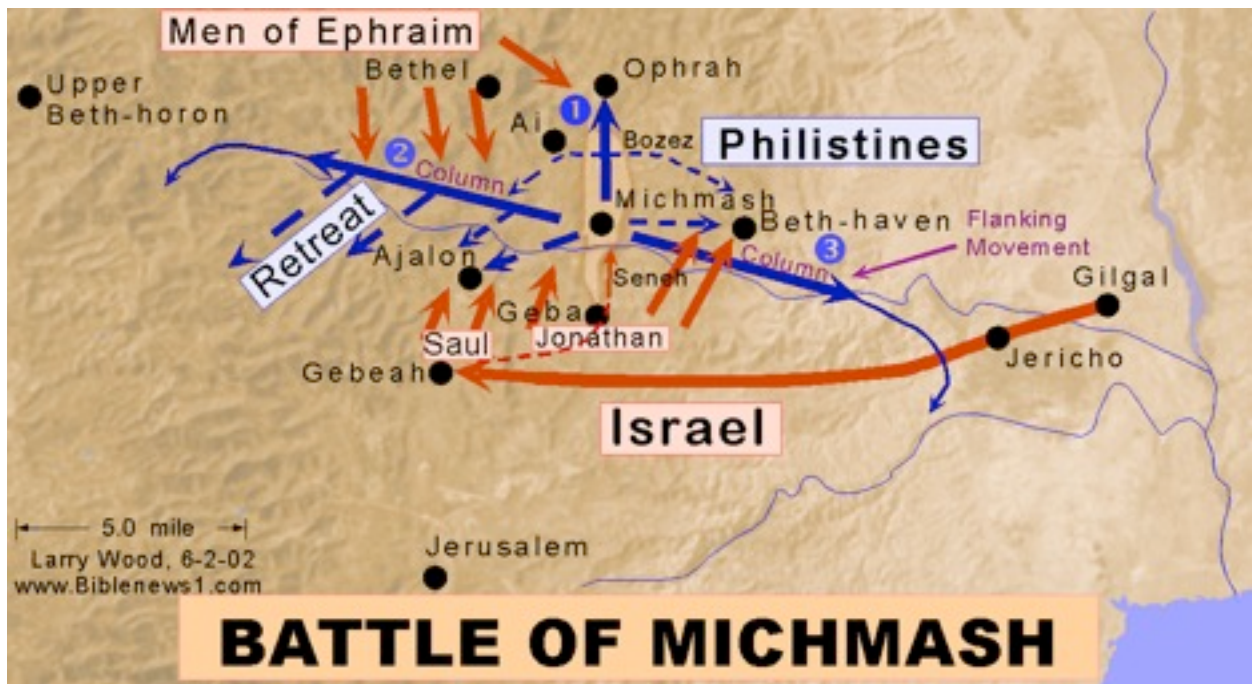 Men of Ephraim
Upper
Beth-horon
Bethel
Ophrah
1
Ai
Bozez
Philistines
2
Column
Michmash
Beth-haven
Retreat
Ajalon
3
Column
Flanking
Movement
Seneh
Gilgal
Geba
Saul
Jonathan
Jericho
Gebeah
Israel
5.0 mile
Larry Wood, 6-2-02
www.Biblenews1.com
Jerusalem
BATTLE OF MICHMASH